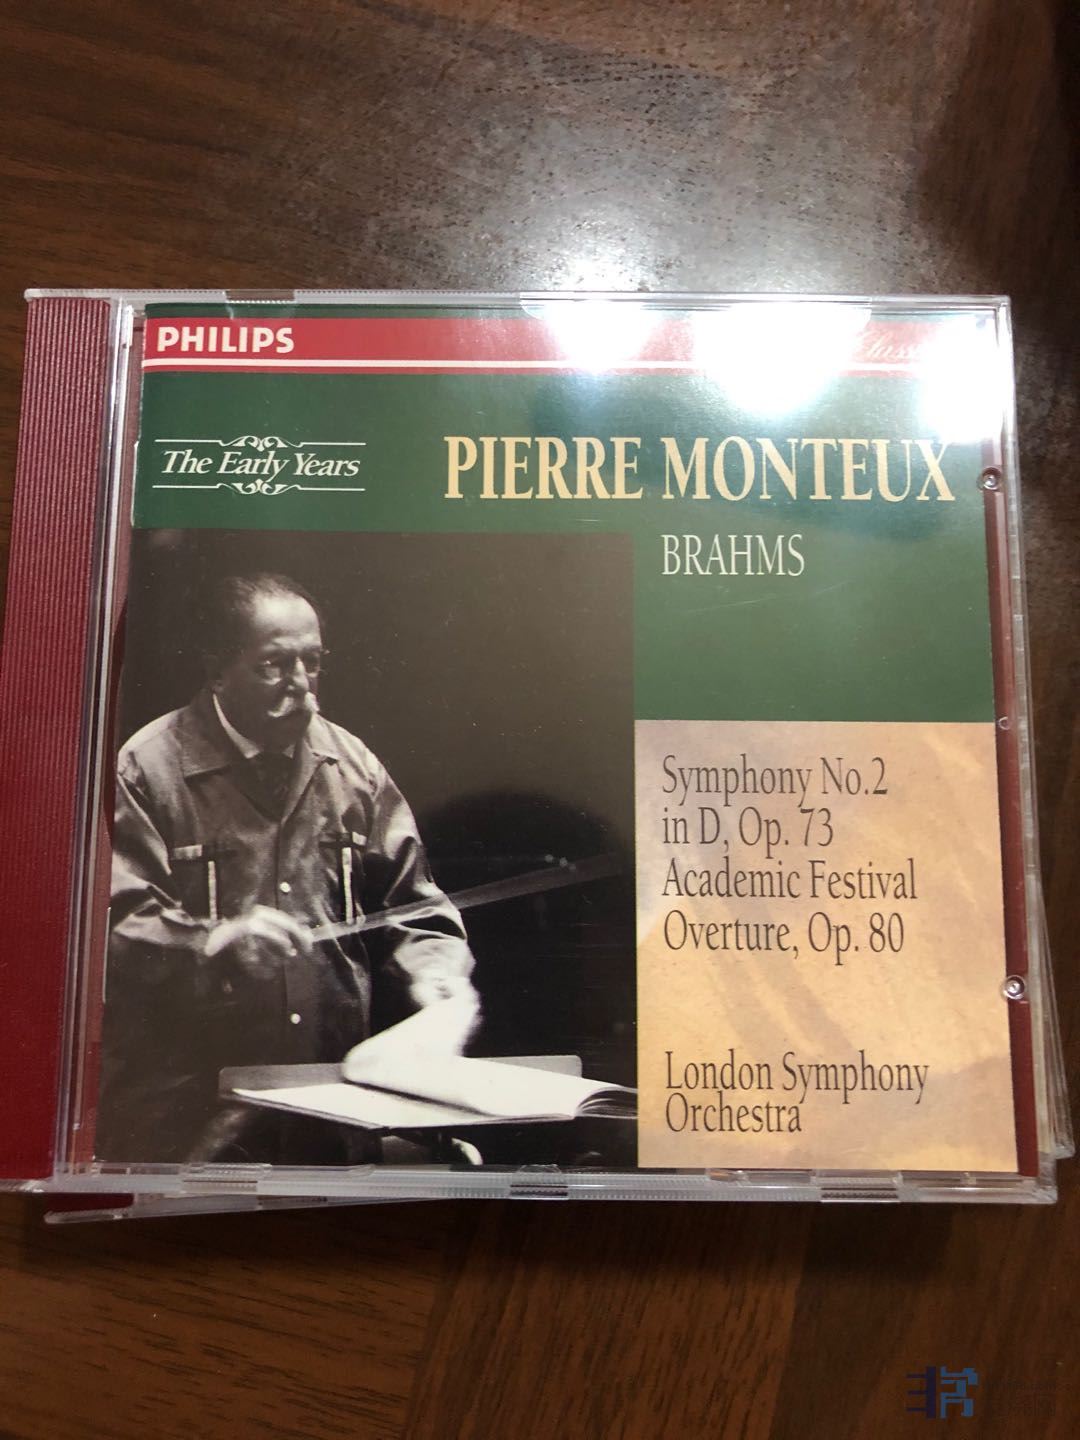 PHILIPS
The Early Years
PIERRE MONTEUX
BRAHMS
Symphony No.2
in D, Op. 73
Academic Festival
Overture, Op. 80
London Symphony
Orchestra